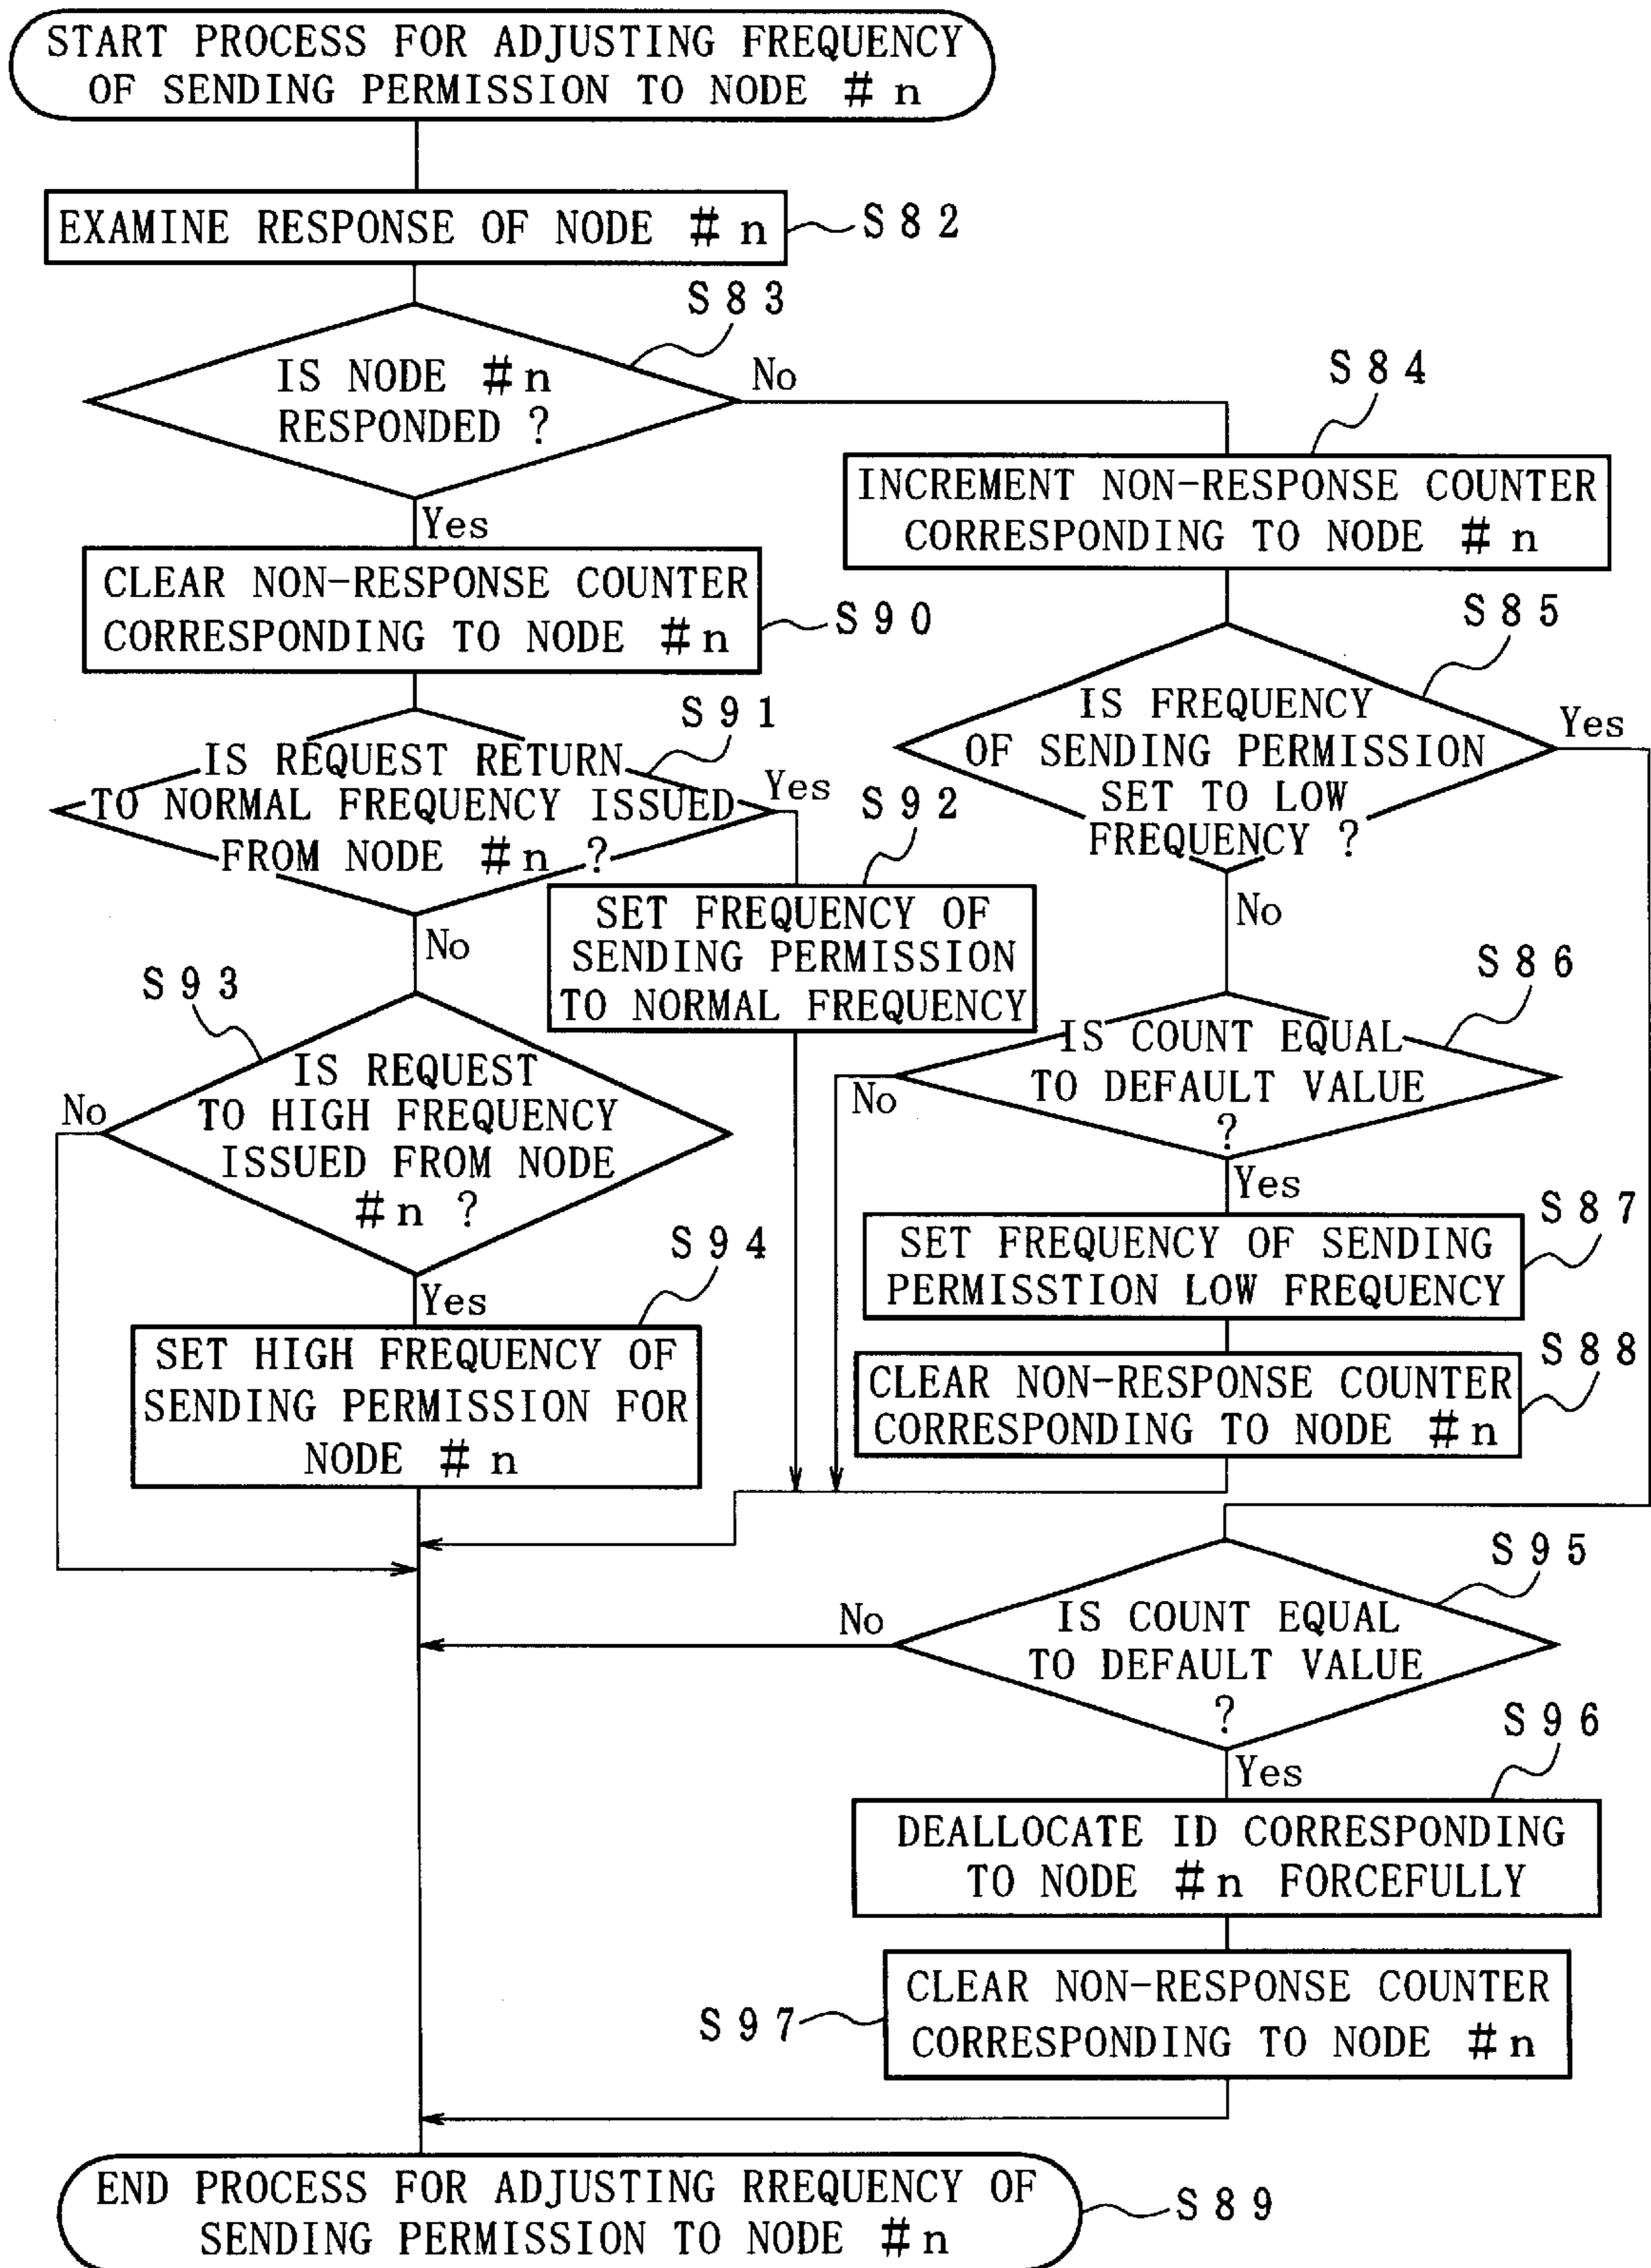 START PROCESS FOR ADJUSTING FREQUENCY
OF SENDING PERMISSION TO NODE #n
EXAMINE RESPONSE OF NODE #n
S82
S83
IS NODE #n
RESPONDED ?
No
Yes
S84
INCREMENT NON-RESPONSE COUNTER
CORRESPONDING TO NODE #n
CLEAR NON-RESPONSE COUNTER
CORRESPONDING TO NODE #n
S90
S85
IS FREQUENCY
OF SENDING PERMISSION
SET TO LOW
FREQUENCY ?
Yes
No
S91
IS REQUEST RETURN
TO NORMAL FREQUENCY ISSUED
FROM NODE #n ?
Yes
No
S92
SET FREQUENCY OF
SENDING PERMISSION
TO NORMAL FREQUENCY
S93
IS REQUEST
TO HIGH FREQUENCY
ISSUED FROM NODE
#n ?
No
Yes
S86
IS COUNT EQUAL
TO DEFAULT VALUE
?
No
Yes
S87
SET FREQUENCY OF SENDING
PERMISSTION LOW FREQUENCY
S94
SET HIGH FREQUENCY OF
SENDING PERMISSION FOR
NODE #n
S88
CLEAR NON-RESPONSE COUNTER
CORRESPONDING TO NODE #n
S95
IS COUNT EQUAL
TO DEFAULT VALUE
?
No
Yes
S96
DEALLOCATE ID CORRESPONDING
TO NODE #n FORCEFULLY
S97
CLEAR NON-RESPONSE COUNTER
CORRESPONDING TO NODE #n
END PROCESS FOR ADJUSTING RREQUENCY OF
SENDING PERMISSION TO NODE #n
S89